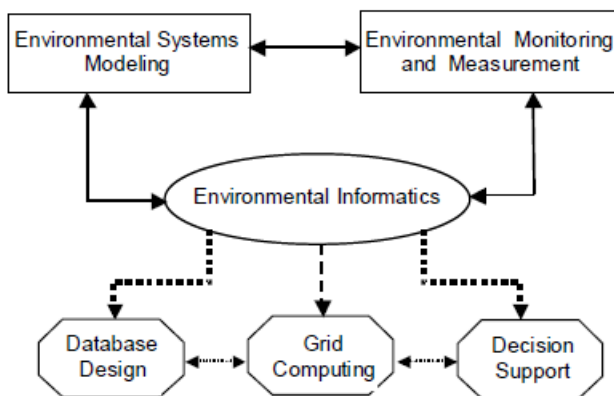 Environmental Systems
Modeling
Environmental Monitoring
and Measurement
Environmental Informatics
Database
Design
Grid
Computing
Decision
Support